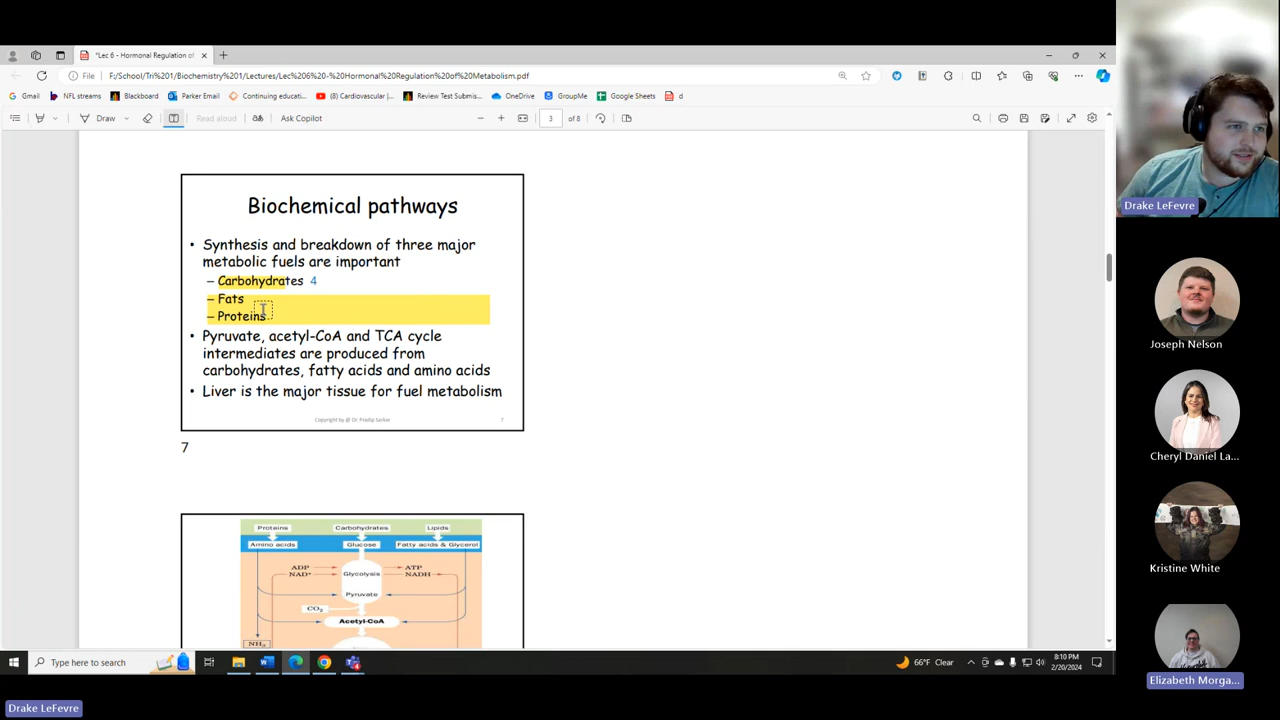 *Lec 6 - Hormonal Regulation of
File F:/School/Tri%201/Biochemistry%201/Lectures/Lec%206%20-%20Hormonal%20Regulation%20of%20Metabolism.pdf
Gmail NFL streams Blackboard Parker Email Continuing educati... (8) Cardiovascular |... Review Test Submis... OneDrive GroupMe Google Sheets d
Draw Read aloud Ask Copilot 3 of 8
Biochemical pathways
• Synthesis and breakdown of three major
metabolic fuels are important
– Carbohydrates 4
– Fats
– Proteins
• Pyruvate, acetyl-CoA and TCA cycle
intermediates are produced from
carbohydrates, fatty acids and amino acids
• Liver is the major tissue for fuel metabolism
Copyright by @ Dr. Pradip Sarkar 7
7
Proteins Carbohydrates Lipids
Amino acids Glucose Fatty acids & Glycerol
ADP ATP
NAD+ Glycolysis NADH
Pyruvate
CO2
Acetyl-CoA
NH3
Type here to search
66°F Clear
8:10 PM
2/20/2024
Drake LeFevre
Joseph Nelson
Cheryl Daniel La...
Kristine White
Elizabeth Morga...
Drake LeFevre